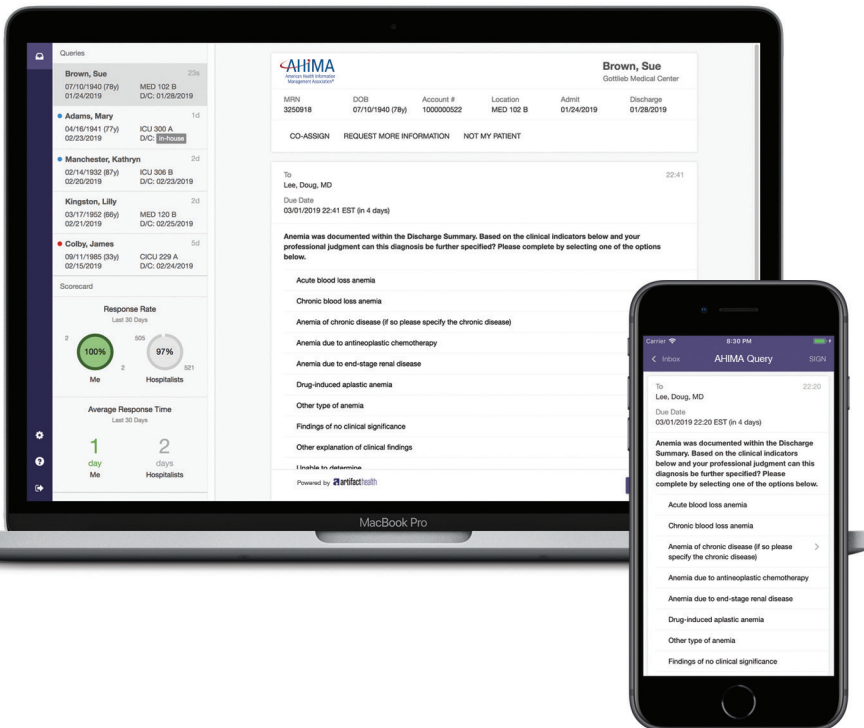 Queries
Brown, Sue 23s
07/10/1940 (78y) MED 102 B
01/24/2019 D/C: 01/28/2019
Adams, Mary 1d
04/16/1941 (77y) ICU 300 A
02/23/2019 D/C: in-house
Manchester, Kathryn 2d
02/14/1932 (87y) ICU 306 B
02/20/2019 D/C: 02/23/2019
Kingston, Lilly 2d
03/17/1952 (66y) MED 120 B
02/21/2019 D/C: 02/25/2019
Colby, James 5d
09/11/1985 (33y) CICU 229 A
02/15/2019 D/C: 02/24/2019
Scorecard
Response Rate
Last 30 Days
2 100% 2 505 97% 521
Me Hospitalists
Average Response Time
Last 30 Days
1 2
day days
Me Hospitalists
AHIMA
American Health Information
Management Association®
Brown, Sue
Gottlieb Medical Center
MRN DOB Account # Location Admit Discharge
3250918 07/10/1940 (78y) 1000000522 MED 102 B 01/24/2019 01/28/2019
CO-ASSIGN REQUEST MORE INFORMATION NOT MY PATIENT
To 22:41
Lee, Doug, MD
Due Date
03/01/2019 22:41 EST (in 4 days)
Anemia was documented within the Discharge Summary. Based on the clinical indicators below and your
professional judgment can this diagnosis be further specified? Please complete by selecting one of the options
below.
Acute blood loss anemia
Chronic blood loss anemia
Anemia of chronic disease (if so please specify the chronic disease)
Anemia due to antineoplastic chemotherapy
Anemia due to end-stage renal disease
Drug-induced aplastic anemia
Other type of anemia
Findings of no clinical significance
Other explanation of clinical findings
Unable to determine
Powered by artifact health
MacBook Pro
Carrier 8:30 PM
Inbox AHIMA Query SIGN
To 22:20
Lee, Doug, MD
Due Date
03/01/2019 22:20 EST (in 4 days)
Anemia was documented within the Discharge
Summary. Based on the clinical indicators
below and your professional judgment can this
diagnosis be further specified? Please
complete by selecting one of the options below.
Acute blood loss anemia
Chronic blood loss anemia
Anemia of chronic disease (if so please
specify the chronic disease)
Anemia due to antineoplastic chemotherapy
Anemia due to end-stage renal disease
Drug-induced aplastic anemia
Other type of anemia
Findings of no clinical significance